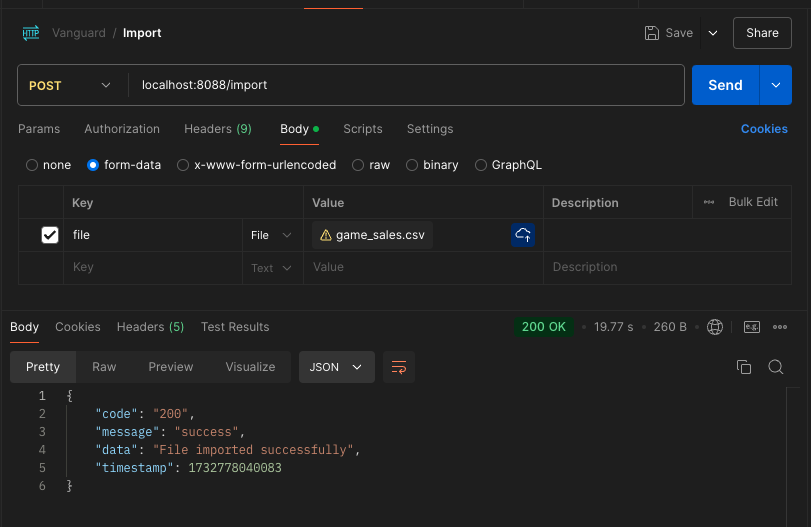 HTTP Vanguard / Import Save Share
POST localhost:8088/import Send
Params Authorization Headers (9) Body Scripts Settings Cookies
none form-data x-www-form-urlencoded raw binary GraphQL
Key Value Description Bulk Edit
file File game_sales.csv
Key Text Value Description
Body Cookies Headers (5) Test Results 200 OK 19.77 s 260 B e.g.
Pretty Raw Preview Visualize JSON
1 {
2 "code": "200",
3 "message": "success",
4 "data": "File imported successfully",
5 "timestamp": 1732778040083
6 }